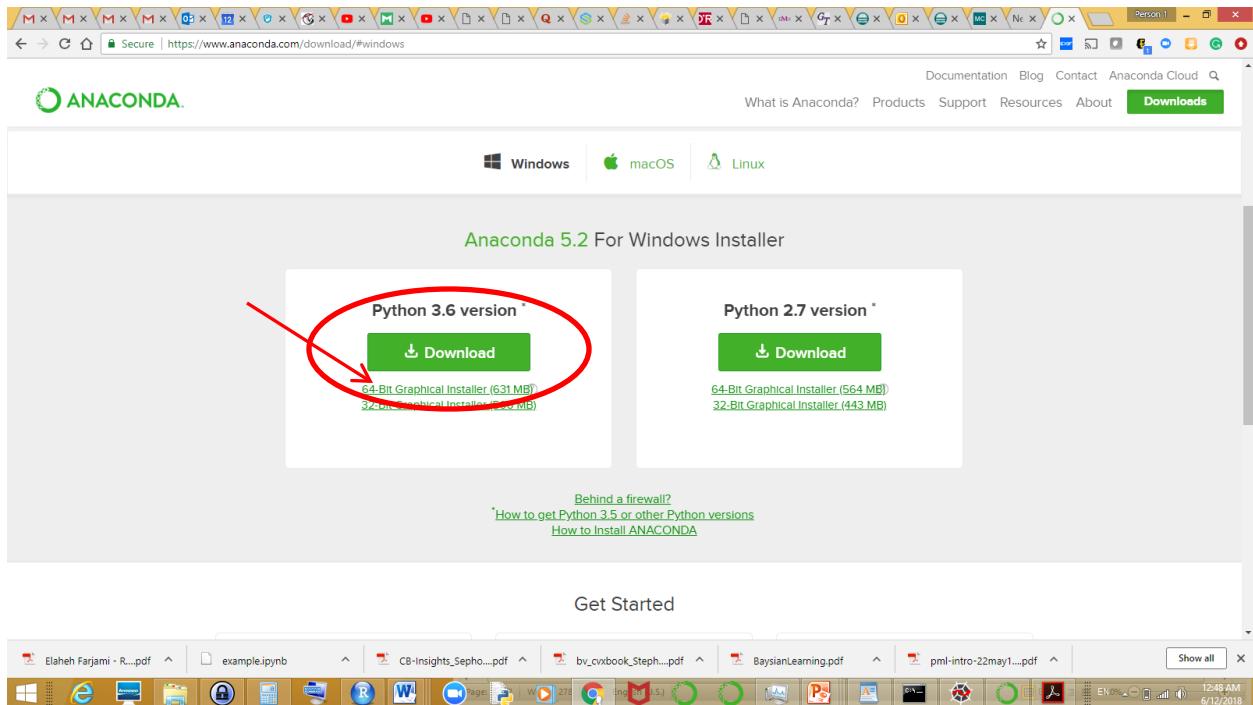 Person 1
Secure | https://www.anaconda.com/download/#windows
Documentation Blog Contact Anaconda Cloud
ANACONDA.
What is Anaconda? Products Support Resources About Downloads
Windows macOS Linux
Anaconda 5.2 For Windows Installer
Python 3.6 version *
Download
64-Bit Graphical Installer (631 MB)
32-Bit Graphical Installer MB)
Python 2.7 version *
Download
64-Bit Graphical Installer (564 MB)
32-Bit Graphical Installer (443 MB)
Behind a firewall?
*How to get Python 3.5 or other Python versions
How to Install ANACONDA
Get Started
Elaheh Farjami - R....pdf
example.ipynb
CB-Insights_Sepho....pdf
bv_cvxbook_Steph....pdf
BaysianLearning.pdf
pml-intro-22may1....pdf
Show all
12:48 AM
6/12/2018